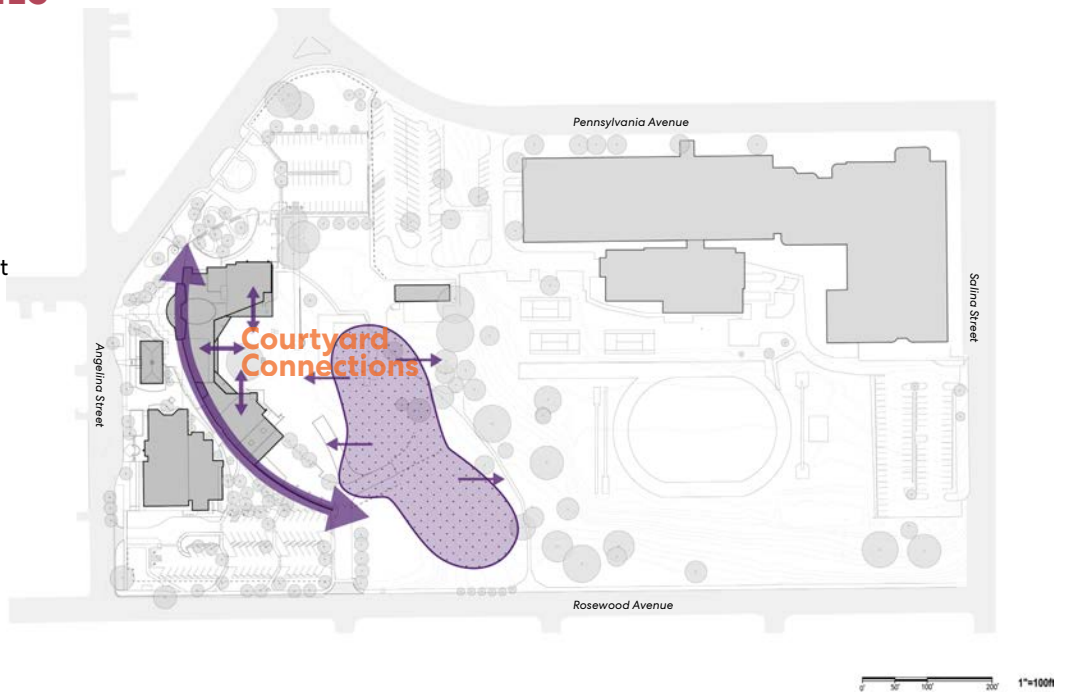 Pennsylvania Avenue
Salina Street
Courtyard
Connections
Angelina Street
Rosewood Avenue
0' 50' 100' 200' 1"=100ft